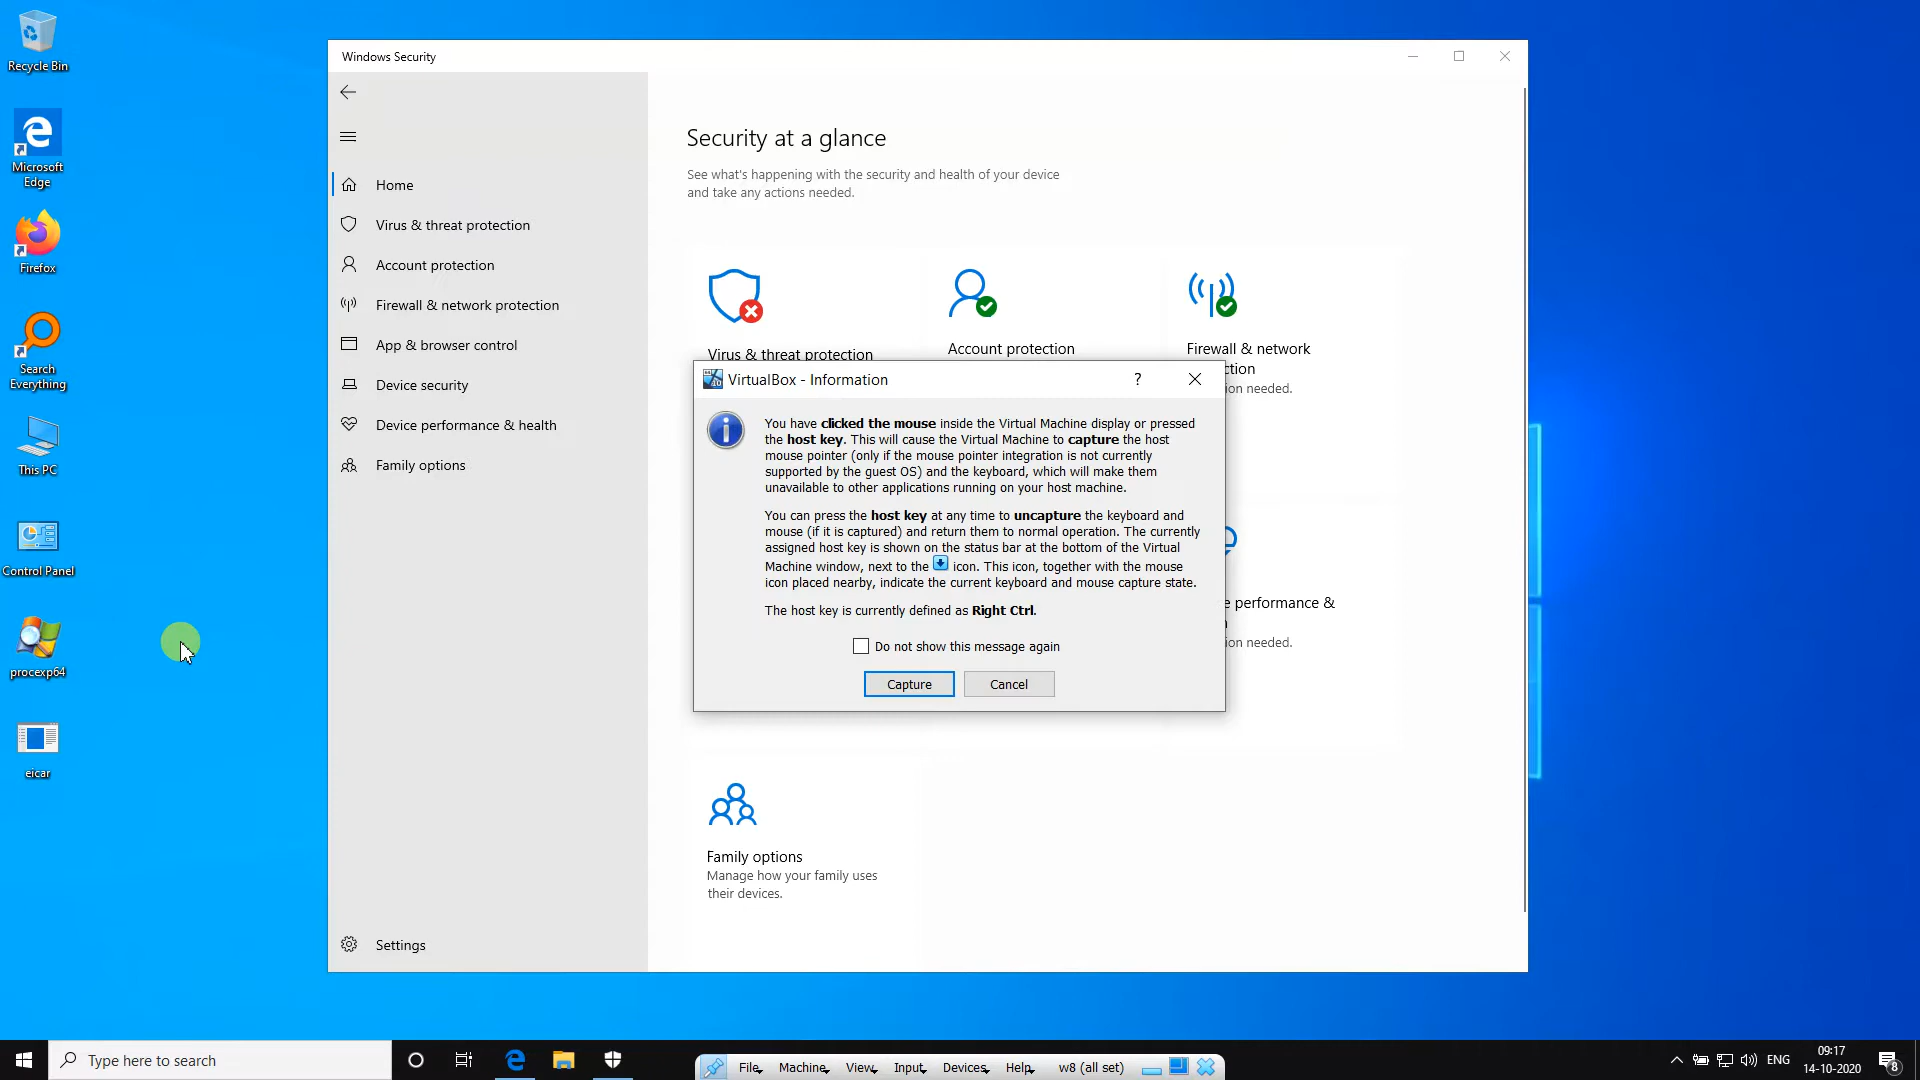 Recycle Bin
Microsoft
Edge
Firefox
Search
Everything
This PC
Control Panel
procexp64
eicar
Windows Security
Home
Virus & threat protection
Account protection
Firewall & network protection
App & browser control
Device security
Device performance & health
Family options
Settings
Security at a glance
See what's happening with the security and health of your device
and take any actions needed.
Virus & threat protection
Account protection
Firewall & network
ction
ion needed.
e performance &
ion needed.
Family options
Manage how your family uses
their devices.
VirtualBox - Information
?
You have clicked the mouse inside the Virtual Machine display or pressed
the host key. This will cause the Virtual Machine to capture the host
mouse pointer (only if the mouse pointer integration is not currently
supported by the guest OS) and the keyboard, which will make them
unavailable to other applications running on your host machine.
You can press the host key at any time to uncapture the keyboard and
mouse (if it is captured) and return them to normal operation. The currently
assigned host key is shown on the status bar at the bottom of the Virtual
Machine window, next to the icon. This icon, together with the mouse
icon placed nearby, indicate the current keyboard and mouse capture state.
The host key is currently defined as Right Ctrl.
Do not show this message again
Capture
Cancel
Type here to search
File Machine View Input Devices Help w8 (all set)
ENG
09:17
14-10-2020
8